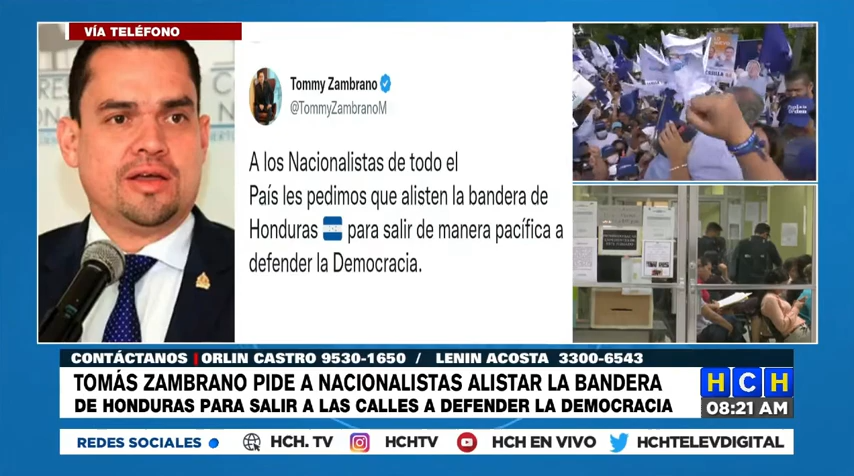 VÍA TELÉFONO
Tommy Zambrano
@TommyZambranoM
A los Nacionalistas de todo el
País les pedimos que alisten la bandera de
Honduras para salir de manera pacífica a
defender la Democracia.
CONTÁCTANOS | ORLIN CASTRO 9530-1650 / LENIN ACOSTA 3300-6543
TOMÁS ZAMBRANO PIDE A NACIONALISTAS ALISTAR LA BANDERA
DE HONDURAS PARA SALIR A LAS CALLES A DEFENDER LA DEMOCRACIA
HCH
08:21 AM
REDES SOCIALES HCH. TV HCHTV HCH EN VIVO HCHTELEVDIGITAL